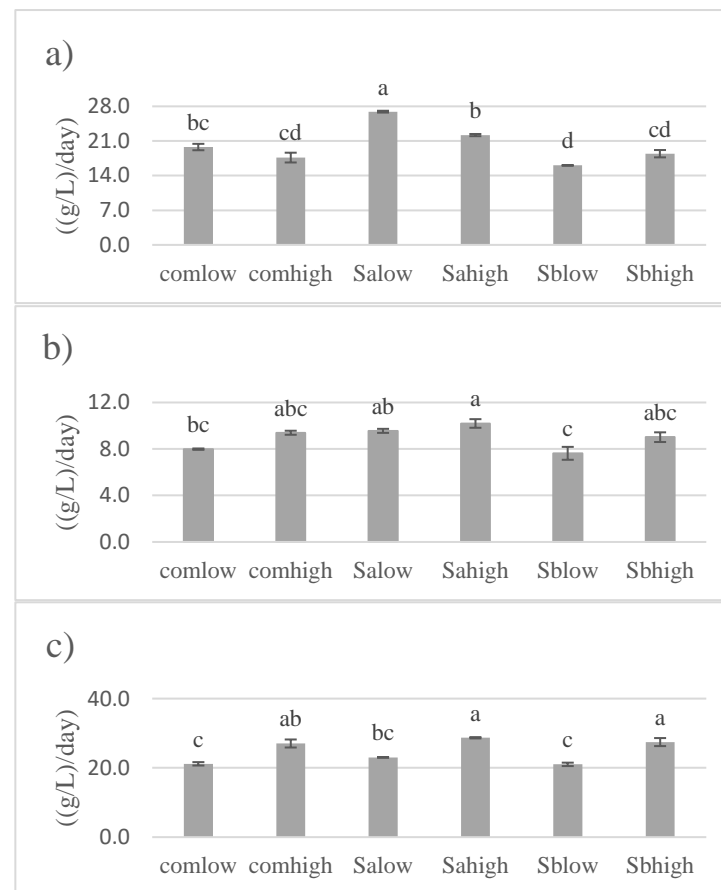 a)
((g/L)/day)
28.0
21.0
14.0
7.0
0.0
bc
cd
a
b
d
cd
comlow comhigh Salow Sahigh Sblow Sbhigh
b)
((g/L)/day)
12.0
8.0
4.0
0.0
bc
abc
ab
a
c
abc
comlow comhigh Salow Sahigh Sblow Sbhigh
c)
((g/L)/day)
40.0
20.0
0.0
c
ab
bc
a
c
a
comlow comhigh Salow Sahigh Sblow Sbhigh